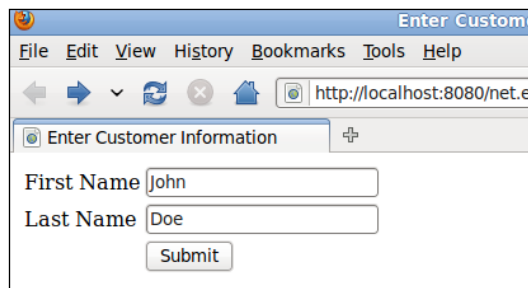 Enter Custome
File Edit View History Bookmarks Tools Help
http://localhost:8080/net.e
Enter Customer Information
First Name John
Last Name Doe
Submit